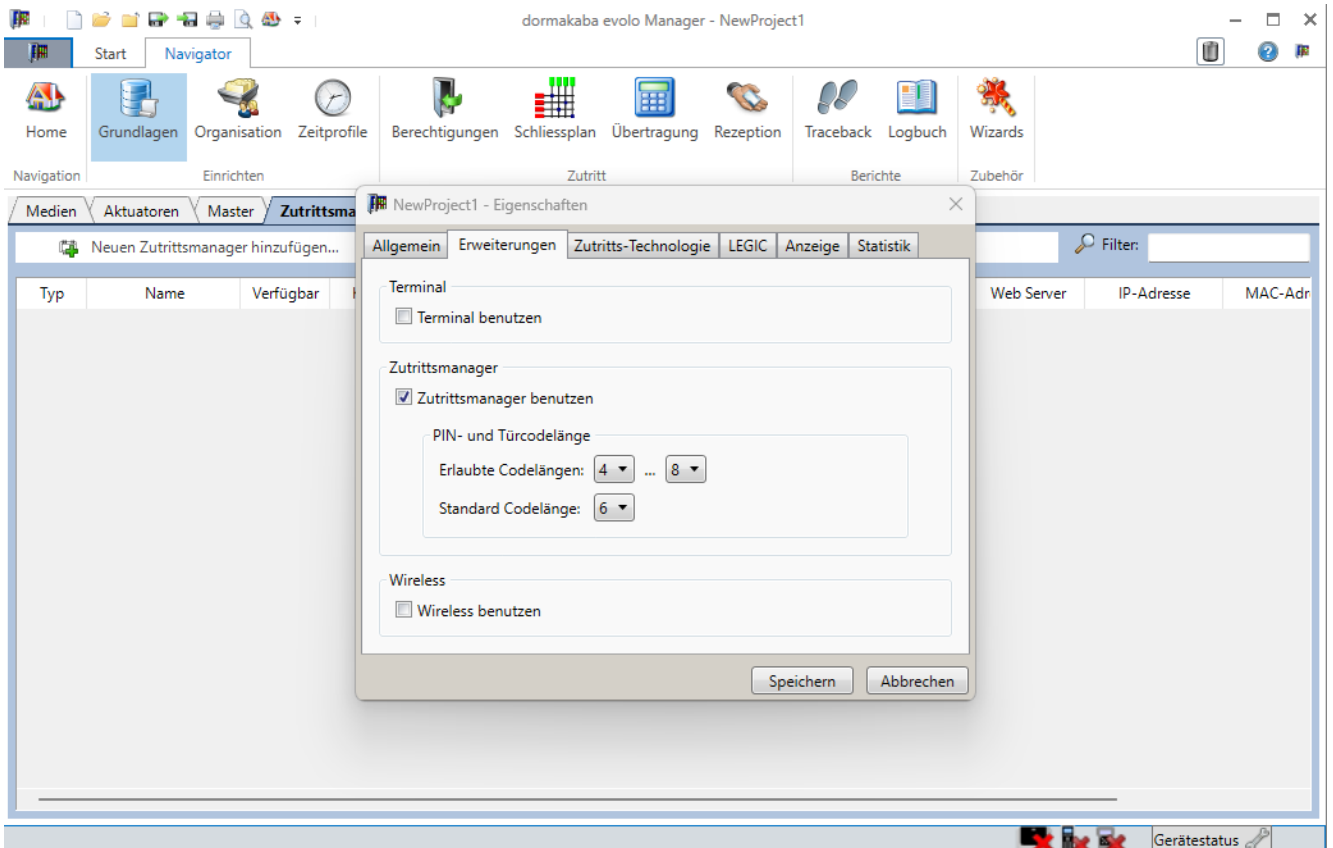 dormakaba evolo Manager - NewProject1
Start Navigator
Home Grundlagen Organisation Zeitprofile Berechtigungen Schliessplan Übertragung Rezeption Traceback Logbuch Wizards
Navigation Einrichten Zutritt Berichte Zubehör
Medien Aktuatoren Master Zutrittsma
Neuen Zutrittsmanager hinzufügen... Filter:
Typ Name Verfügbar Web Server IP-Adresse MAC-Adr
NewProject1 - Eigenschaften
Allgemein Erweiterungen Zutritts-Technologie LEGIC Anzeige Statistik
Terminal
Terminal benutzen
Zutrittsmanager
Zutrittsmanager benutzen
PIN- und Türcodelänge
Erlaubte Codelängen: 4 ... 8
Standard Codelänge: 6
Wireless
Wireless benutzen
Speichern Abbrechen
Gerätestatus